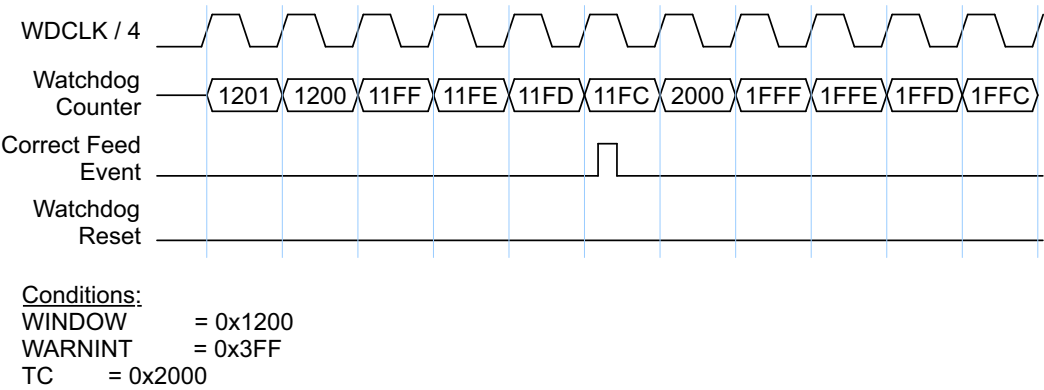 WDCLK / 4
Watchdog
Counter
1201 1200 11FF 11FE 11FD 11FC 2000 1FFF 1FFE 1FFD 1FFC
Correct Feed
Event
Watchdog
Reset
Conditions:
WINDOW = 0x1200
WARNINT = 0x3FF
TC = 0x2000